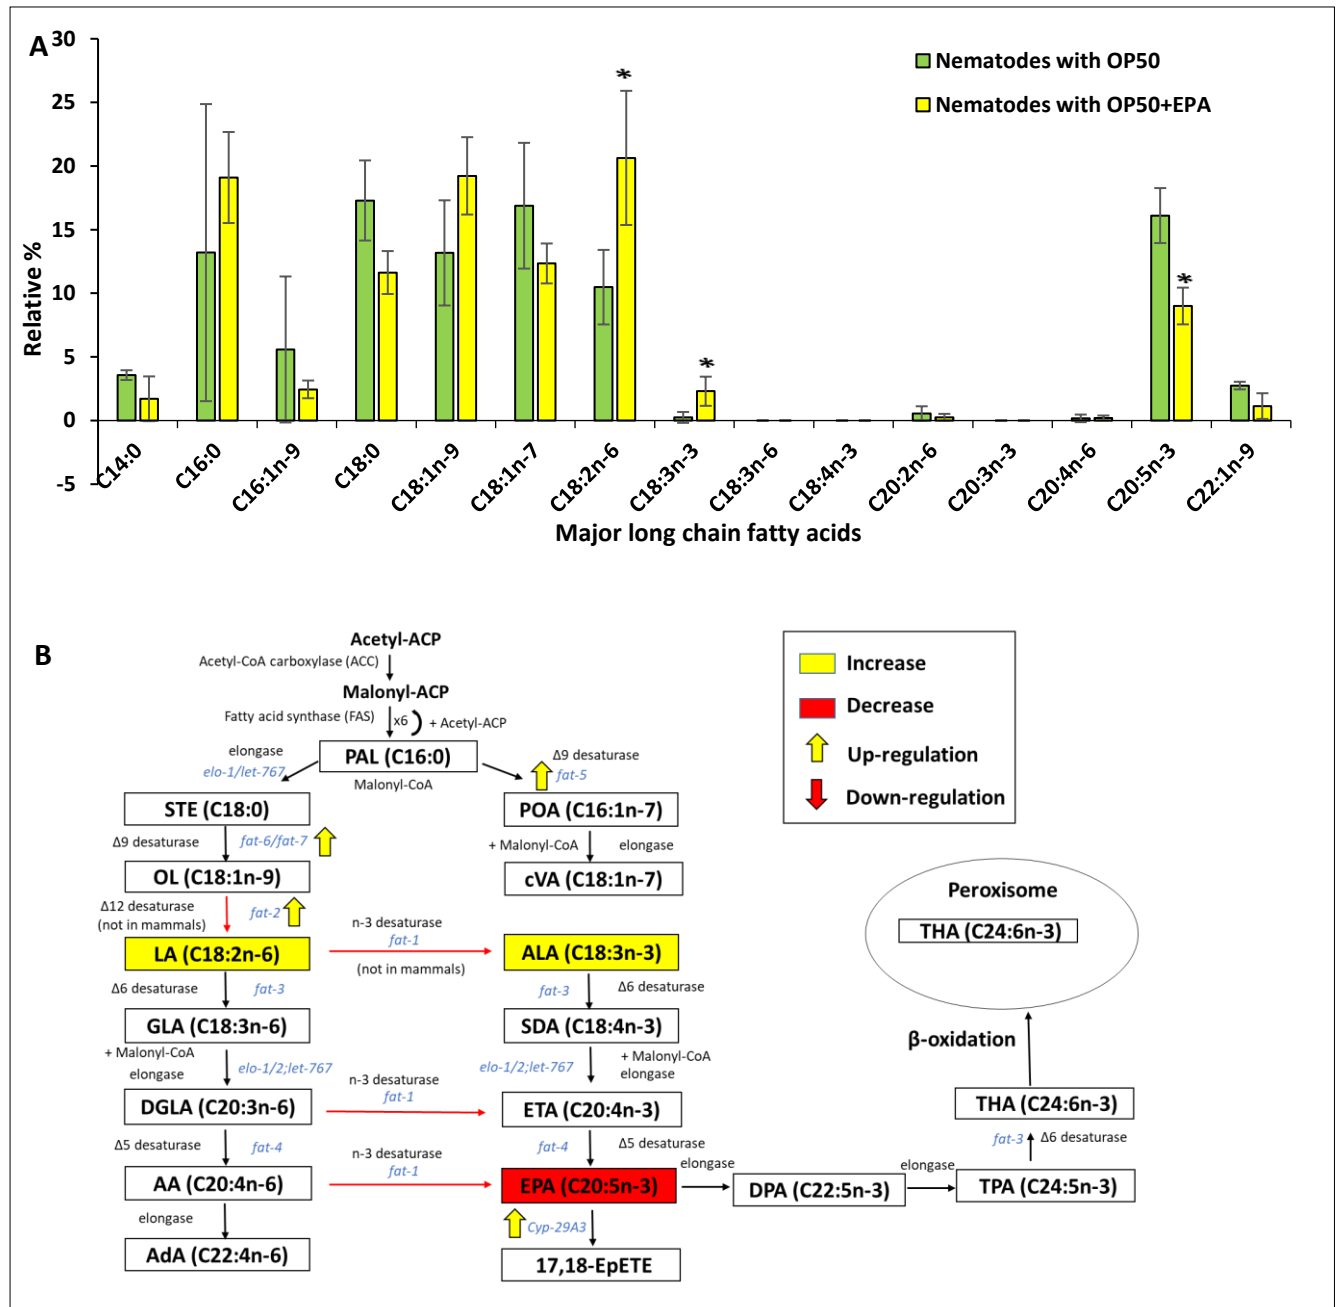 A
30
25
20
15
10
5
0
-5
Relative %
Nematodes with OP50
Nematodes with OP50+EPA
*
*
*
C14:0
C16:0
C16:1n-9
C18:0
C18:1n-9
C18:1n-7
C18:2n-6
C18:3n-3
C18:3n-6
C18:4n-3
C20:2n-6
C20:3n-3
C20:4n-6
C20:5n-3
C22:1n-9
Major long chain fatty acids
B
Acetyl-ACP
Acetyl-CoA carboxylase (ACC)
Malonyl-ACP
Fatty acid synthase (FAS)
x6
+ Acetyl-ACP
PAL (C16:0)
elongase
elo-1/let-767
Malonyl-CoA
Δ9 desaturase
fat-5
STE (C18:0)
POA (C16:1n-7)
Δ9 desaturase
fat-6/fat-7
+ Malonyl-CoA
elongase
OL (C18:1n-9)
cVA (C18:1n-7)
Δ12 desaturase
(not in mammals)
fat-2
n-3 desaturase
fat-1
(not in mammals)
LA (C18:2n-6)
ALA (C18:3n-3)
Δ6 desaturase
fat-3
fat-3
Δ6 desaturase
GLA (C18:3n-6)
SDA (C18:4n-3)
+ Malonyl-CoA
elongase
elo-1/2;let-767
elo-1/2;let-767
+ Malonyl-CoA
elongase
n-3 desaturase
fat-1
DGLA (C20:3n-6)
ETA (C20:4n-3)
Δ5 desaturase
fat-4
n-3 desaturase
fat-1
fat-4
Δ5 desaturase
AA (C20:4n-6)
EPA (C20:5n-3)
elongase
DPA (C22:5n-3)
elongase
TPA (C24:5n-3)
elongase
Cyp-29A3
AdA (C22:4n-6)
17,18-EpETE
fat-3
Δ6 desaturase
THA (C24:6n-3)
β-oxidation
Peroxisome
THA (C24:6n-3)
Increase
Decrease
Up-regulation
Down-regulation